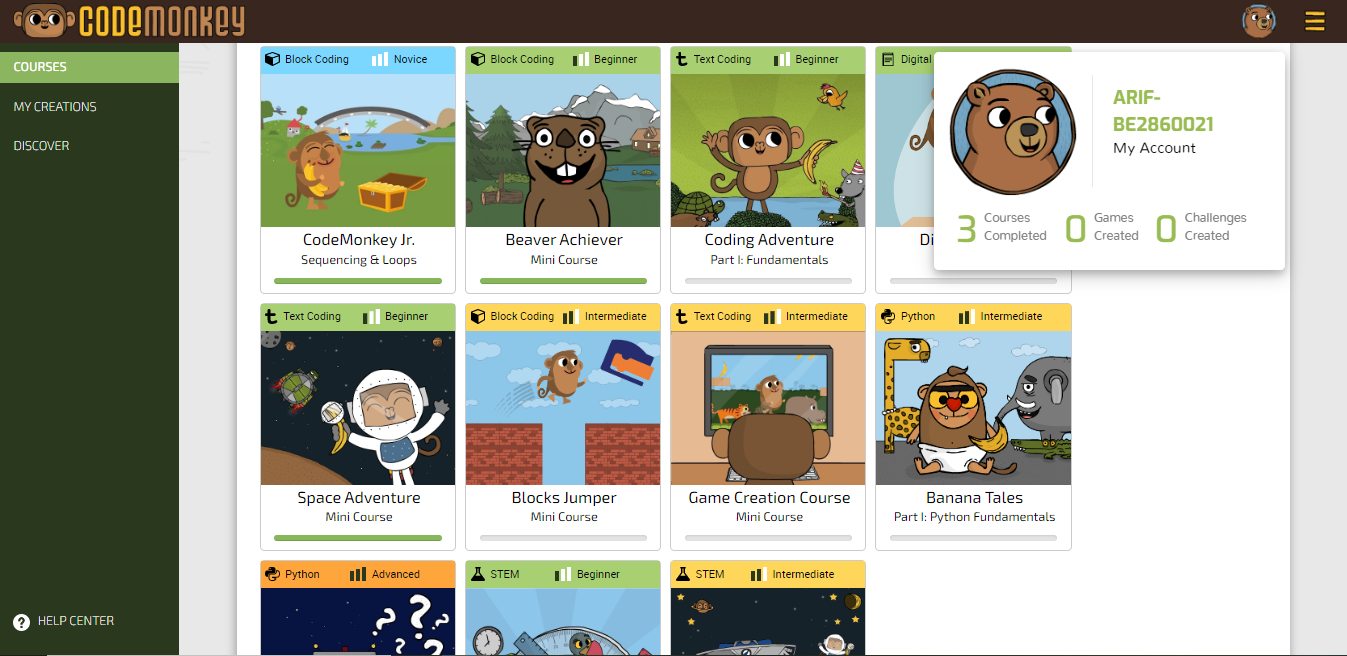 CODEMONKEY
COURSES
MY CREATIONS
DISCOVER
HELP CENTER
Block Coding Novice
CodeMonkey Jr.
Sequencing & Loops
Block Coding Beginner
Beaver Achiever
Mini Course
Text Coding Beginner
Coding Adventure
Part I: Fundamentals
Digital
Di
ARIF-
BE2860021
My Account
3 Courses
Completed
0 Games
Created
0 Challenges
Created
Text Coding Beginner
Space Adventure
Mini Course
Block Coding Intermediate
Blocks Jumper
Mini Course
Text Coding Intermediate
Game Creation Course
Mini Course
Python Intermediate
Banana Tales
Part I: Python Fundamentals
Python Advanced
STEM Beginner
STEM Intermediate